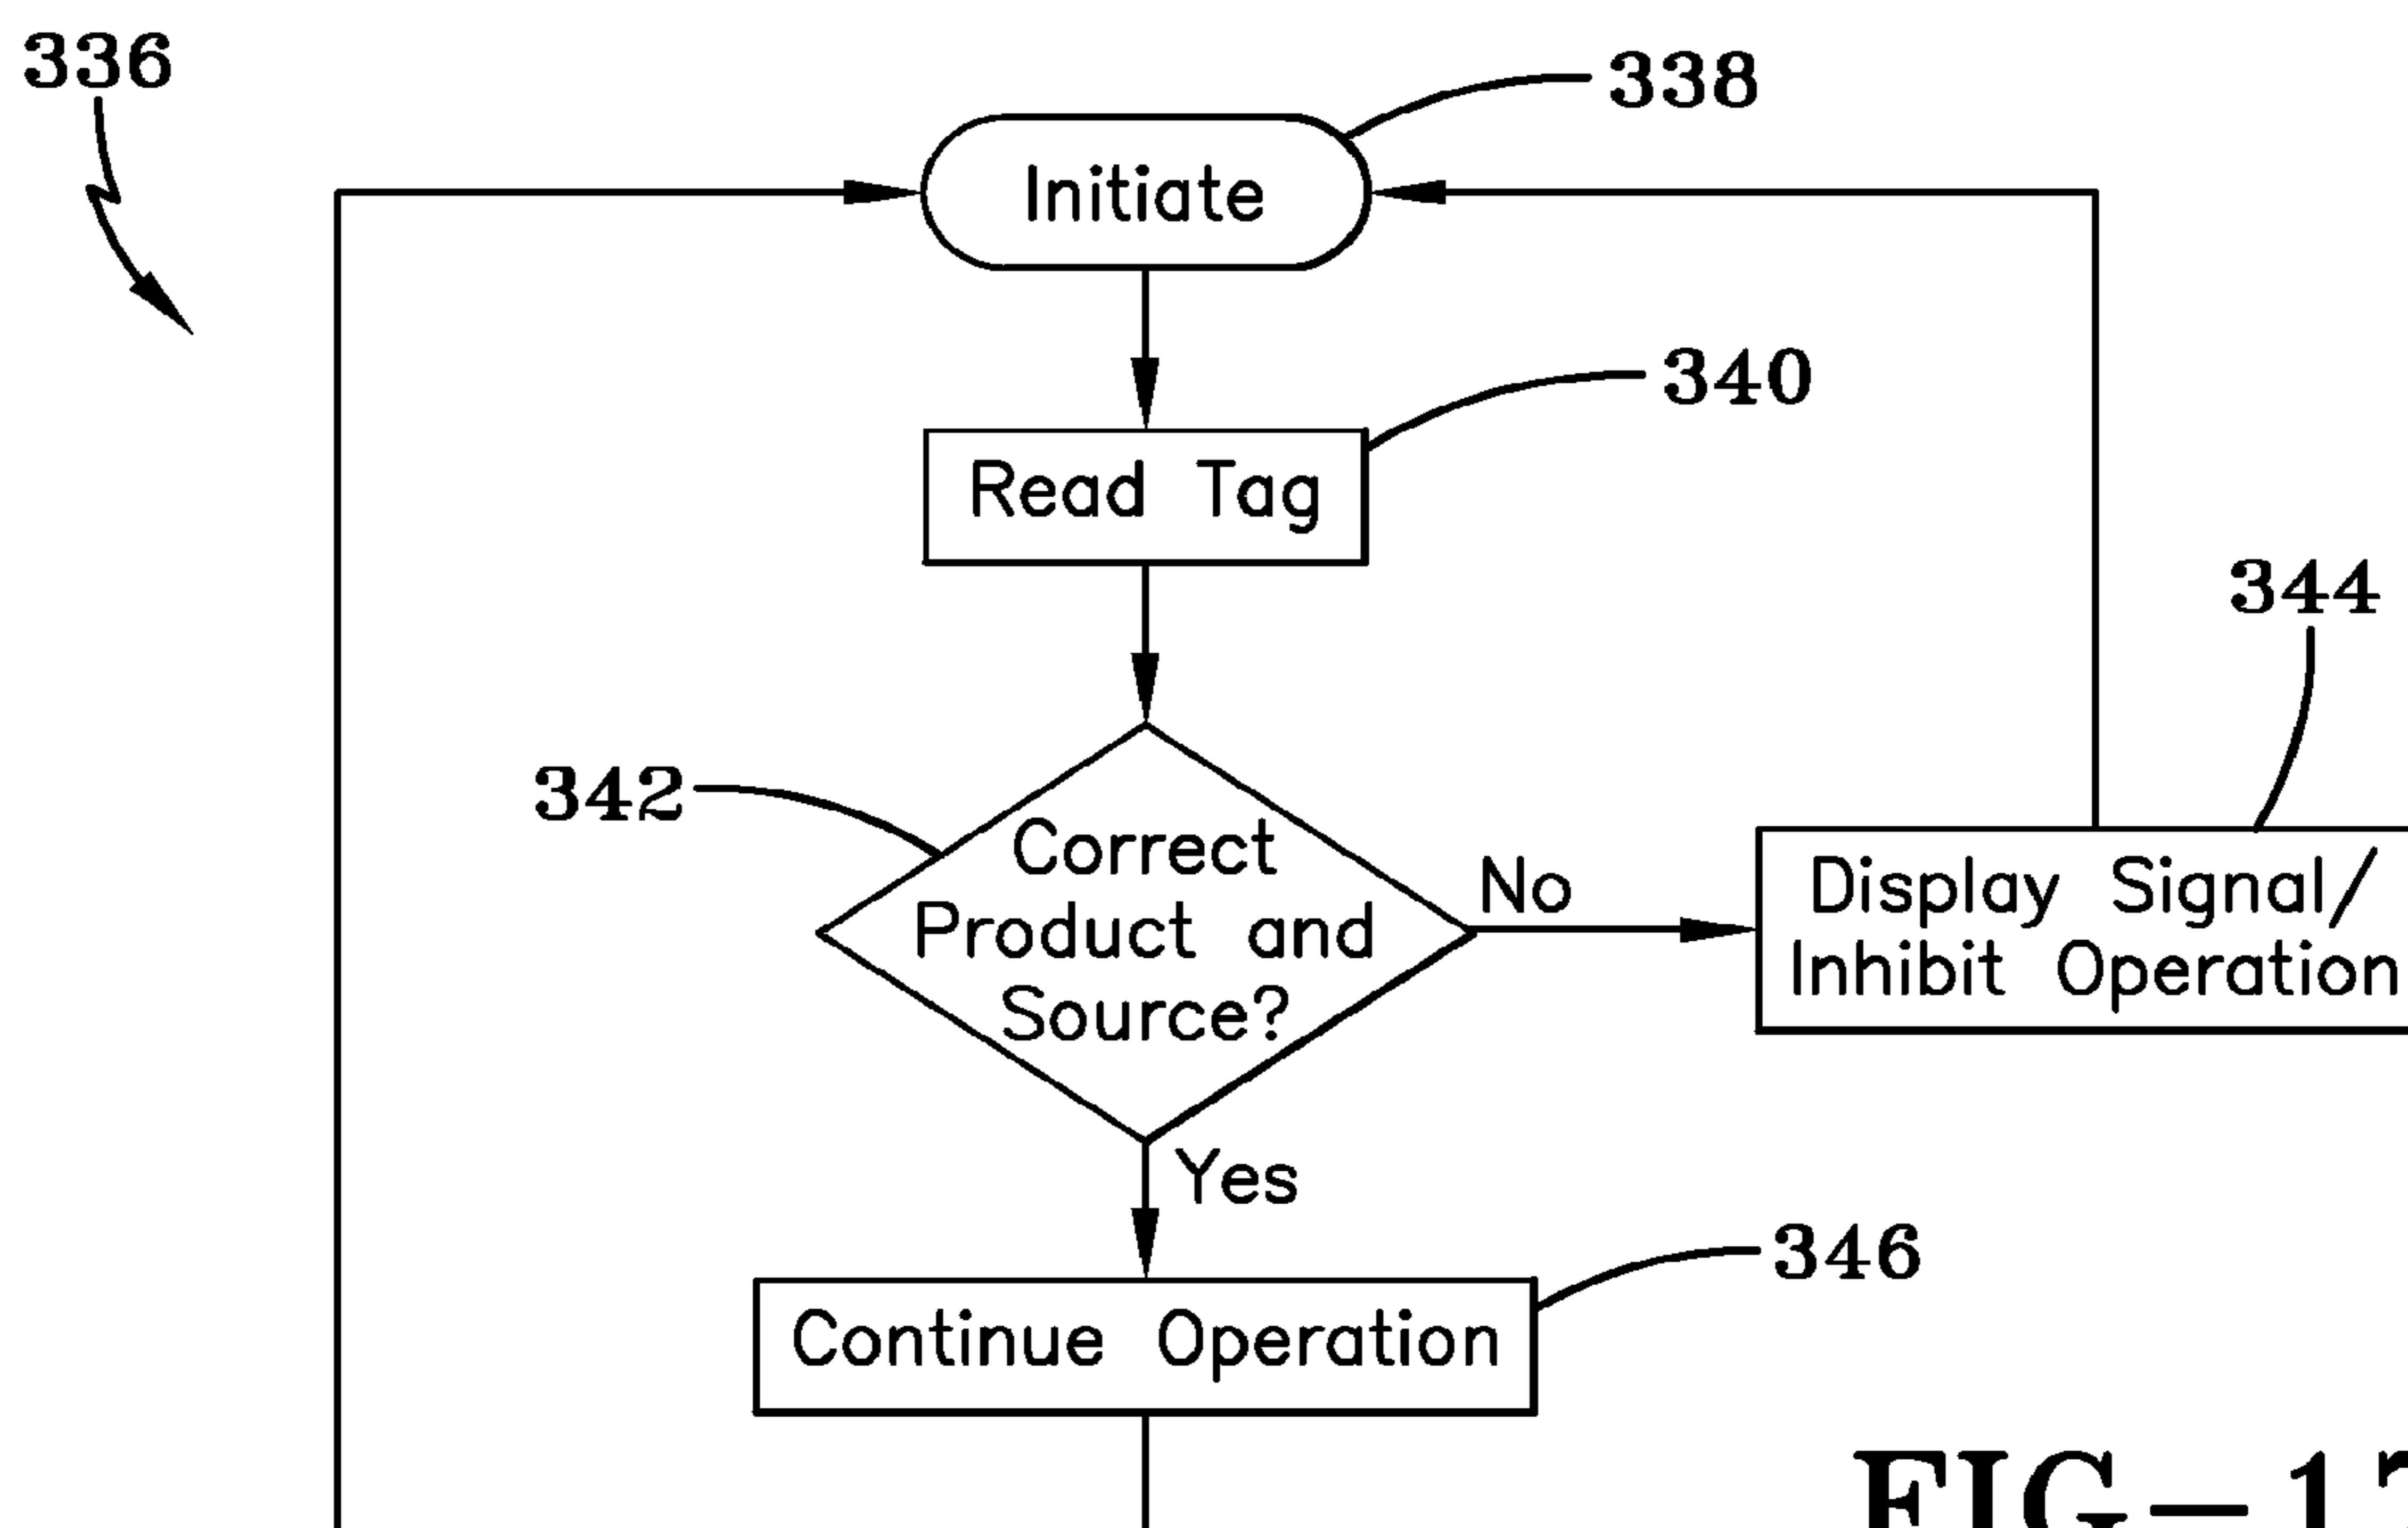 336
338
Initiate
340
Read Tag
344
342
Correct
Product and
Source?
No
Display Signal/
Inhibit Operation
Yes
346
Continue Operation